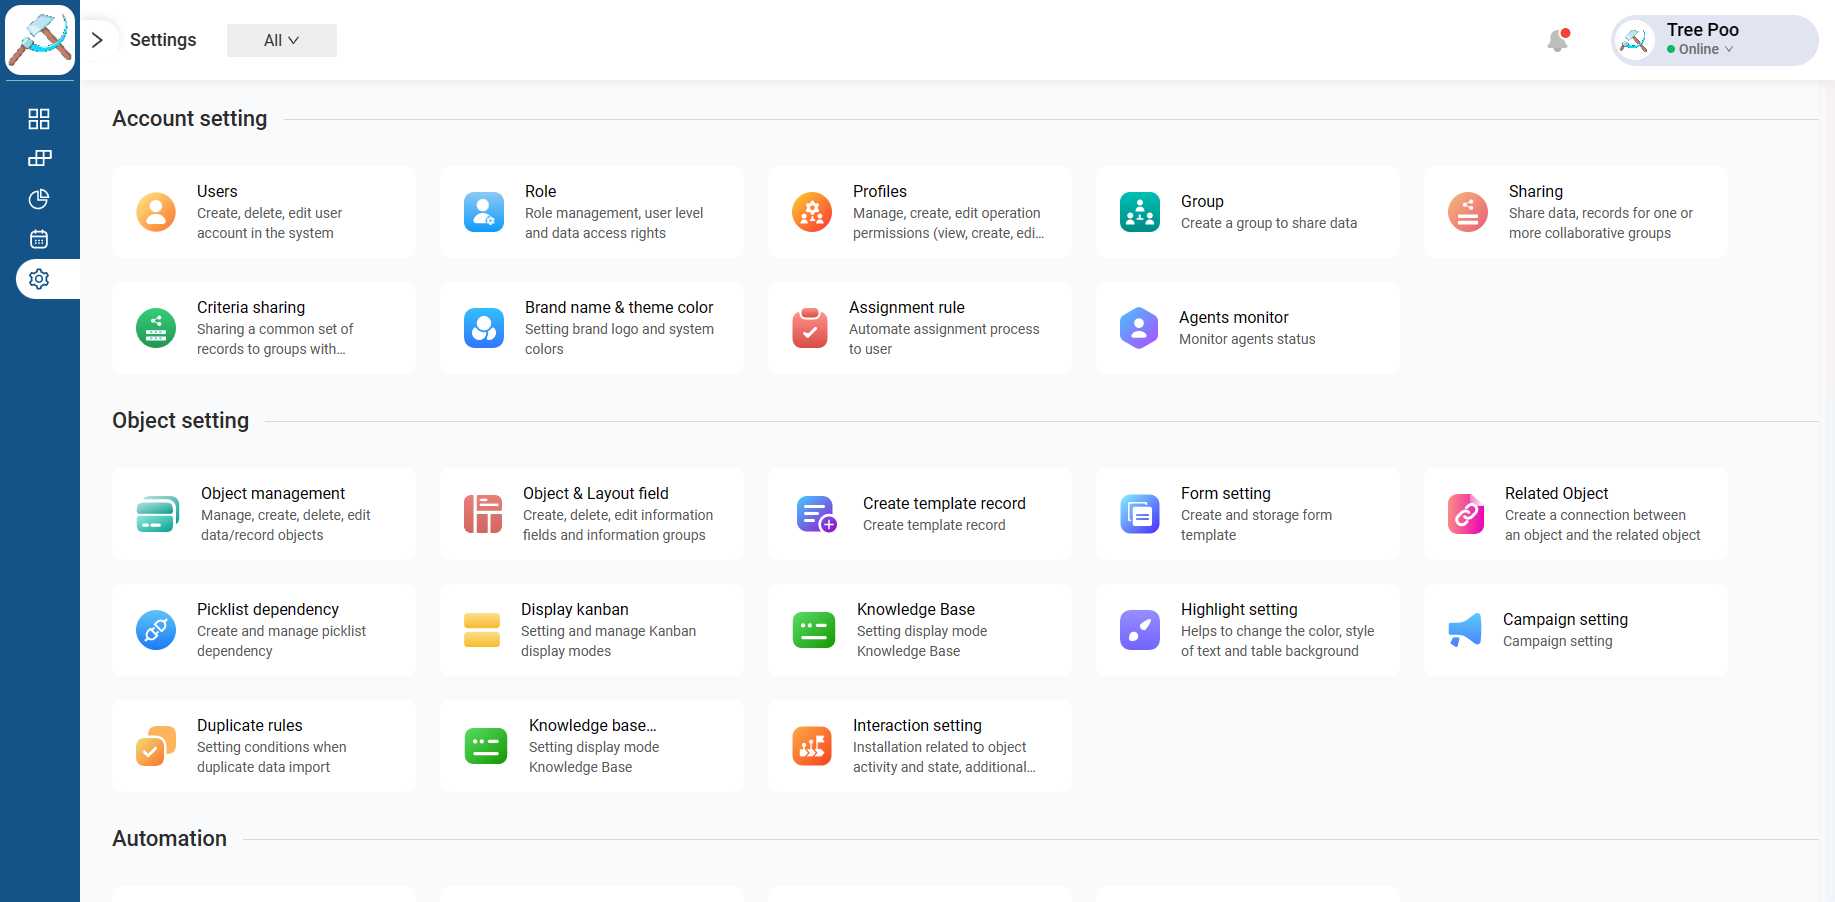 Settings
All
Tree Poo
Online
Account setting
Users
Create, delete, edit user
account in the system
Role
Role management, user level
and data access rights
Profiles
Manage, create, edit operation
permissions (view, create, edi...
Group
Create a group to share data
Sharing
Share data, records for one or
more collaborative groups
Criteria sharing
Sharing a common set of
records to groups with...
Brand name & theme color
Setting brand logo and system
colors
Assignment rule
Automate assignment process
to user
Agents monitor
Monitor agents status
Object setting
Object management
Manage, create, delete, edit
data/record objects
Object & Layout field
Create, delete, edit information
fields and information groups
Create template record
Create template record
Form setting
Create and storage form
template
Related Object
Create a connection between
an object and the related object
Picklist dependency
Create and manage picklist
dependency
Display kanban
Setting and manage Kanban
display modes
Knowledge Base
Setting display mode
Knowledge Base
Highlight setting
Helps to change the color, style
of text and table background
Campaign setting
Campaign setting
Duplicate rules
Setting conditions when
duplicate data import
Knowledge base...
Setting display mode
Knowledge Base
Interaction setting
Installation related to object
activity and state, additional...
Automation